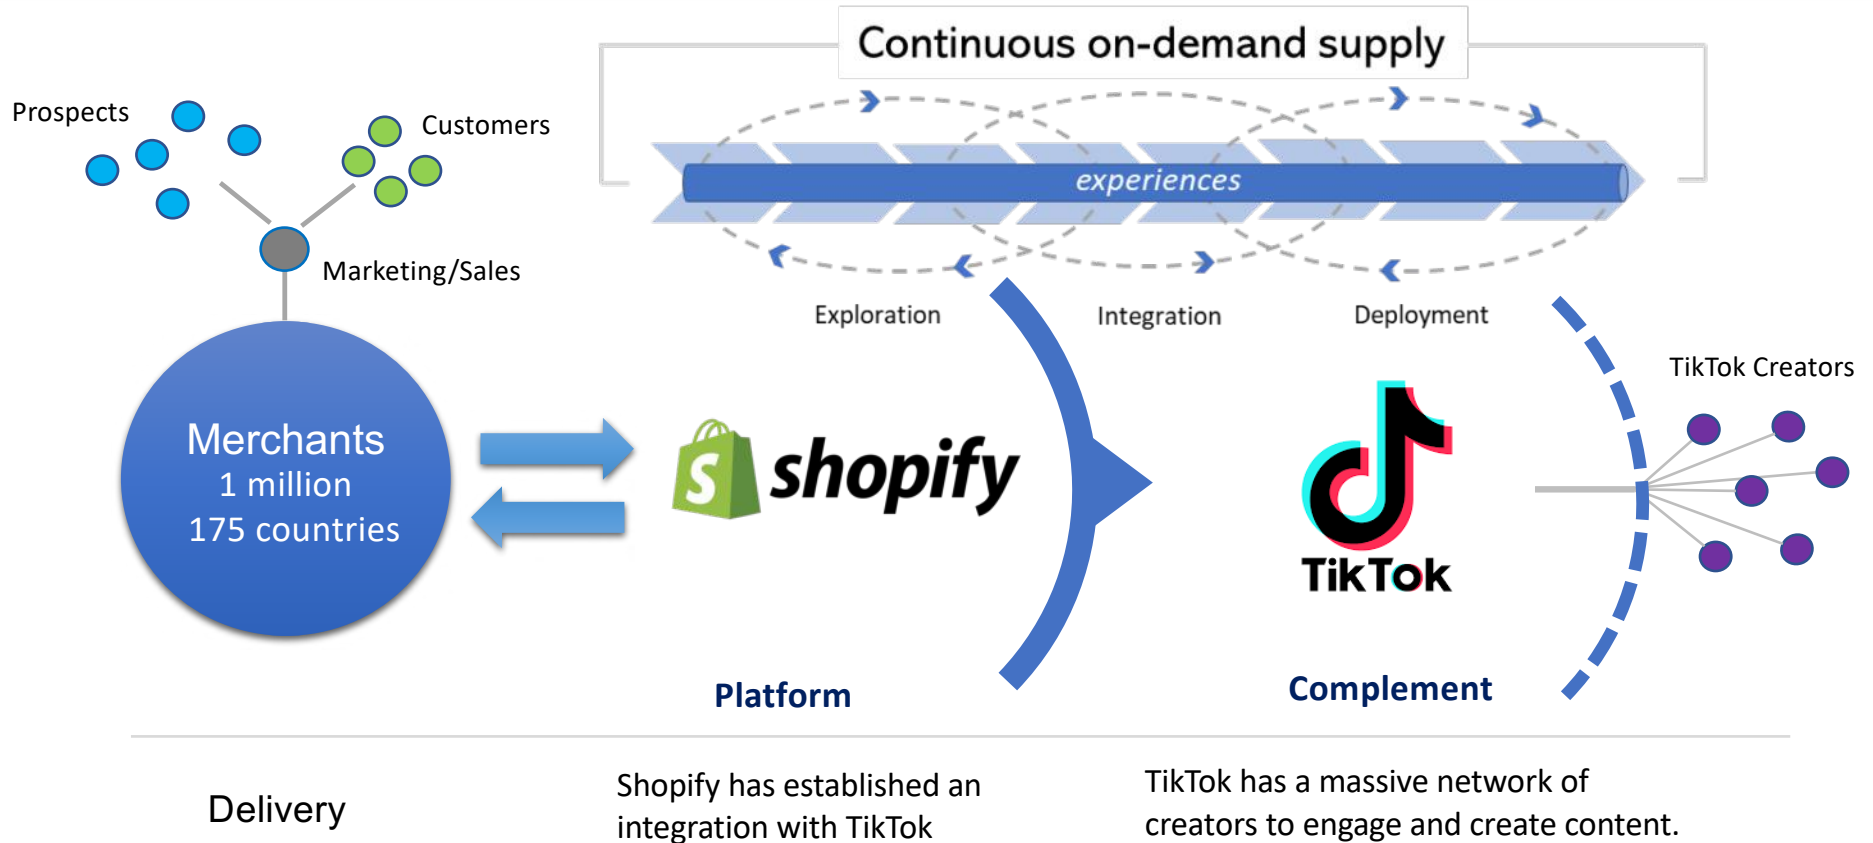 Continuous on-demand supply
Prospects
Customers
experiences
Marketing/Sales
Exploration
Integration
Deployment
TikTok Creators
Merchants
1 million
175 countries
S shopify
TikTok
Platform
Complement
Delivery
Shopify has established an
integration with TikTok
TikTok has a massive network of
creators to engage and create content.